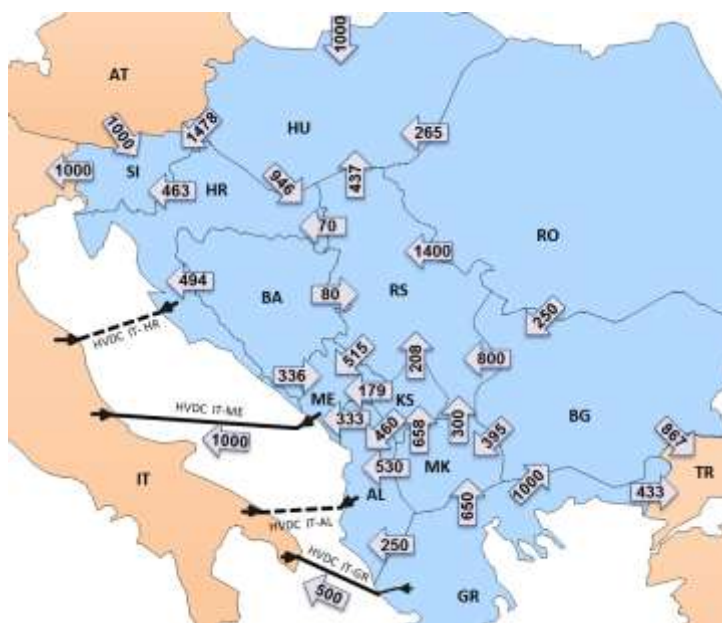 1000
AT
1478
HU
265
1000
SI
1000
463
HR
946
437
70
1400
RO
RS
494
BA
80
250
HVDC IT-HR
515
208
800
336
ME
179
KS
BG
HVDC IT-ME
333
460
658
300
395
867
1000
IT
530
MK
TR
AL
1000
433
650
HVDC IT-AL
250
HVDC IT-GR
500
GR